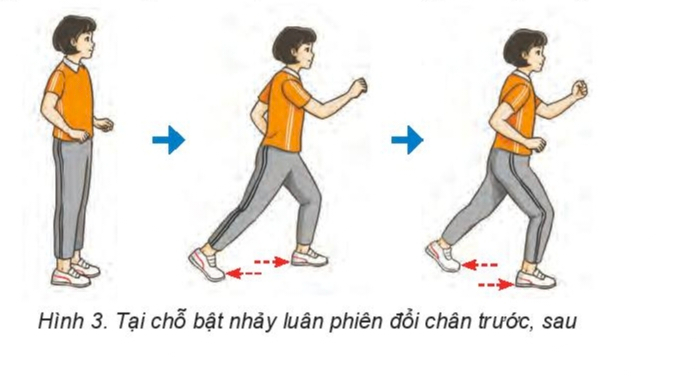 Hình 3. Tại chỗ bật nhảy luân phiên đổi chân trước, sau